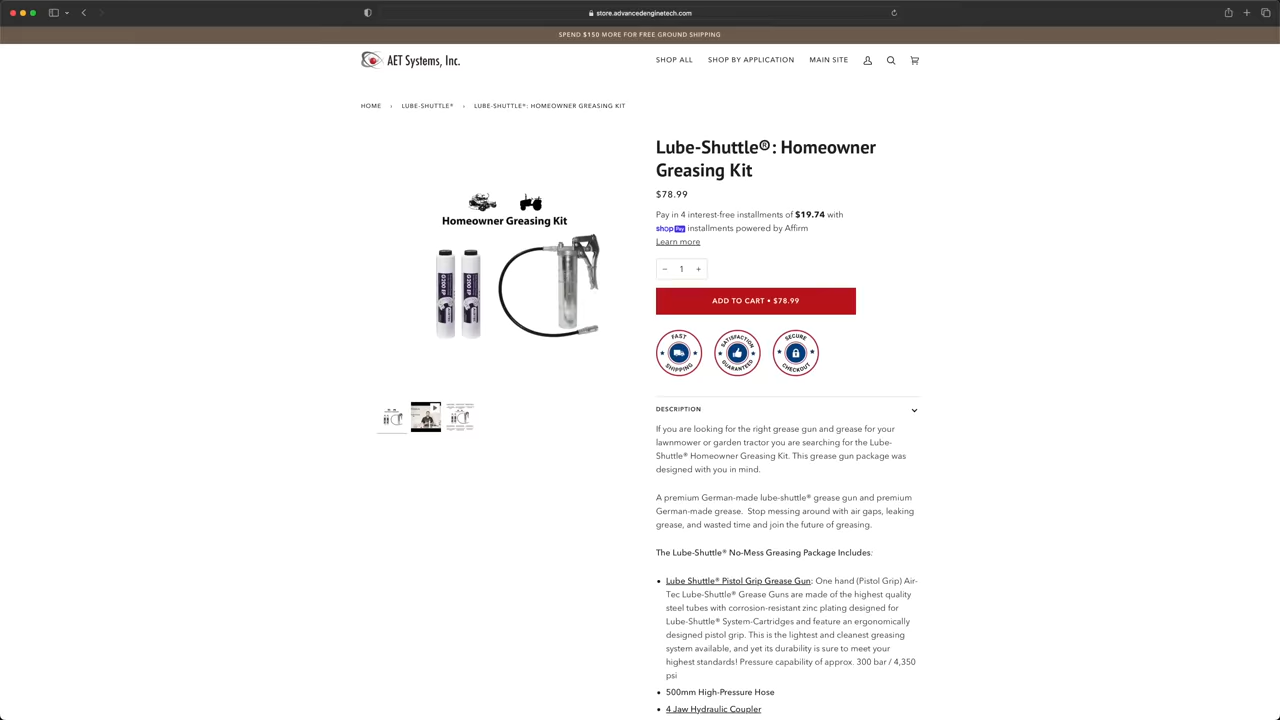 store.advancedenginetech.com
SPEND $150 MORE FOR FREE GROUND SHIPPING
AET Systems, Inc.
SHOP ALL SHOP BY APPLICATION MAIN SITE
HOME › LUBE-SHUTTLE® › LUBE-SHUTTLE®: HOMEOWNER GREASING KIT
Lube-Shuttle®: Homeowner
Greasing Kit
$78.99
Pay in 4 interest-free installments of $19.74 with
shop Pay installments powered by Affirm
Learn more
− 1 +
ADD TO CART • $78.99
FAST SHIPPING
SATISFACTION GUARANTEED
SECURE CHECKOUT
Homeowner Greasing Kit
DESCRIPTION
If you are looking for the right grease gun and grease for your
lawnmower or garden tractor you are searching for the Lube-
Shuttle® Homeowner Greasing Kit. This grease gun package was
designed with you in mind.
A premium German-made lube-shuttle® grease gun and premium
German-made grease. Stop messing around with air gaps, leaking
grease, and wasted time and join the future of greasing.
The Lube-Shuttle® No-Mess Greasing Package Includes:
• Lube Shuttle® Pistol Grip Grease Gun: One hand (Pistol Grip) Air-
Tec Lube-Shuttle® Grease Guns are made of the highest quality
steel tubes with corrosion-resistant zinc plating designed for
Lube-Shuttle® System-Cartridges and feature an ergonomically
designed pistol grip. This is the lightest and cleanest greasing
system available, and yet its durability is sure to meet your
highest standards! Pressure capability of approx. 300 bar / 4,350
psi
• 500mm High-Pressure Hose
• 4 Jaw Hydraulic Coupler